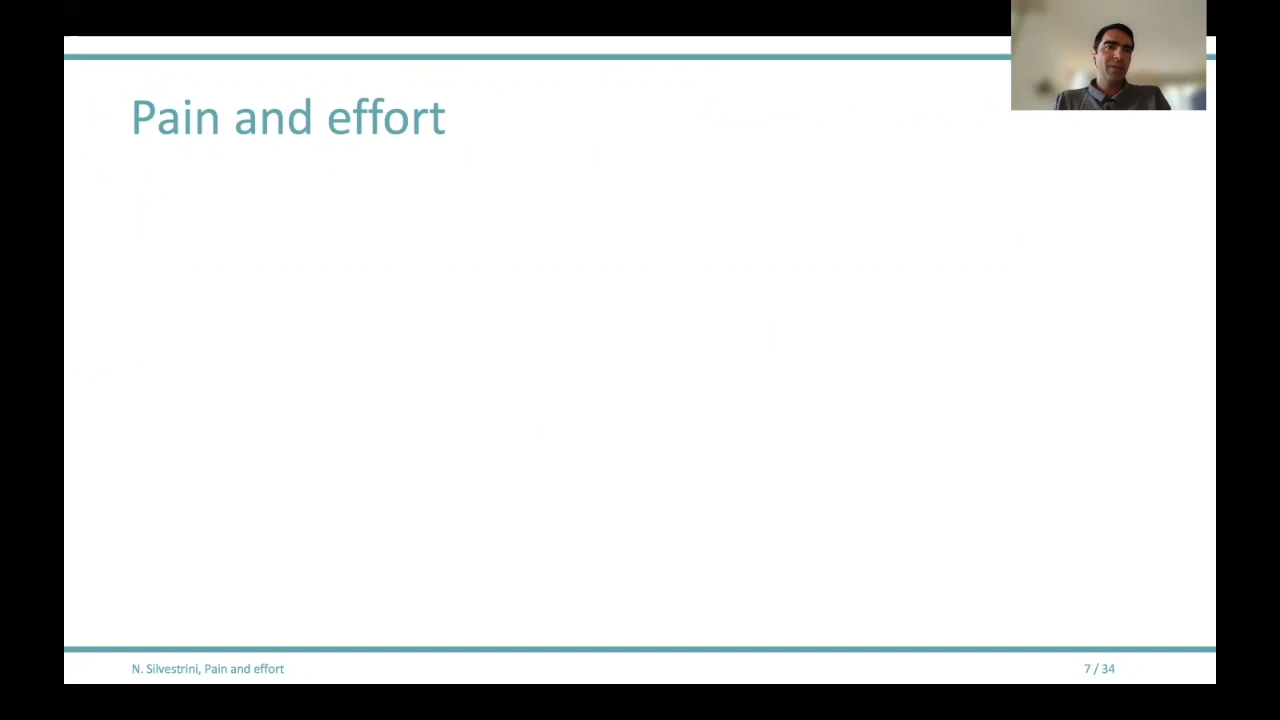 Pain and effort
N. Silvestrini, Pain and effort
7 / 34